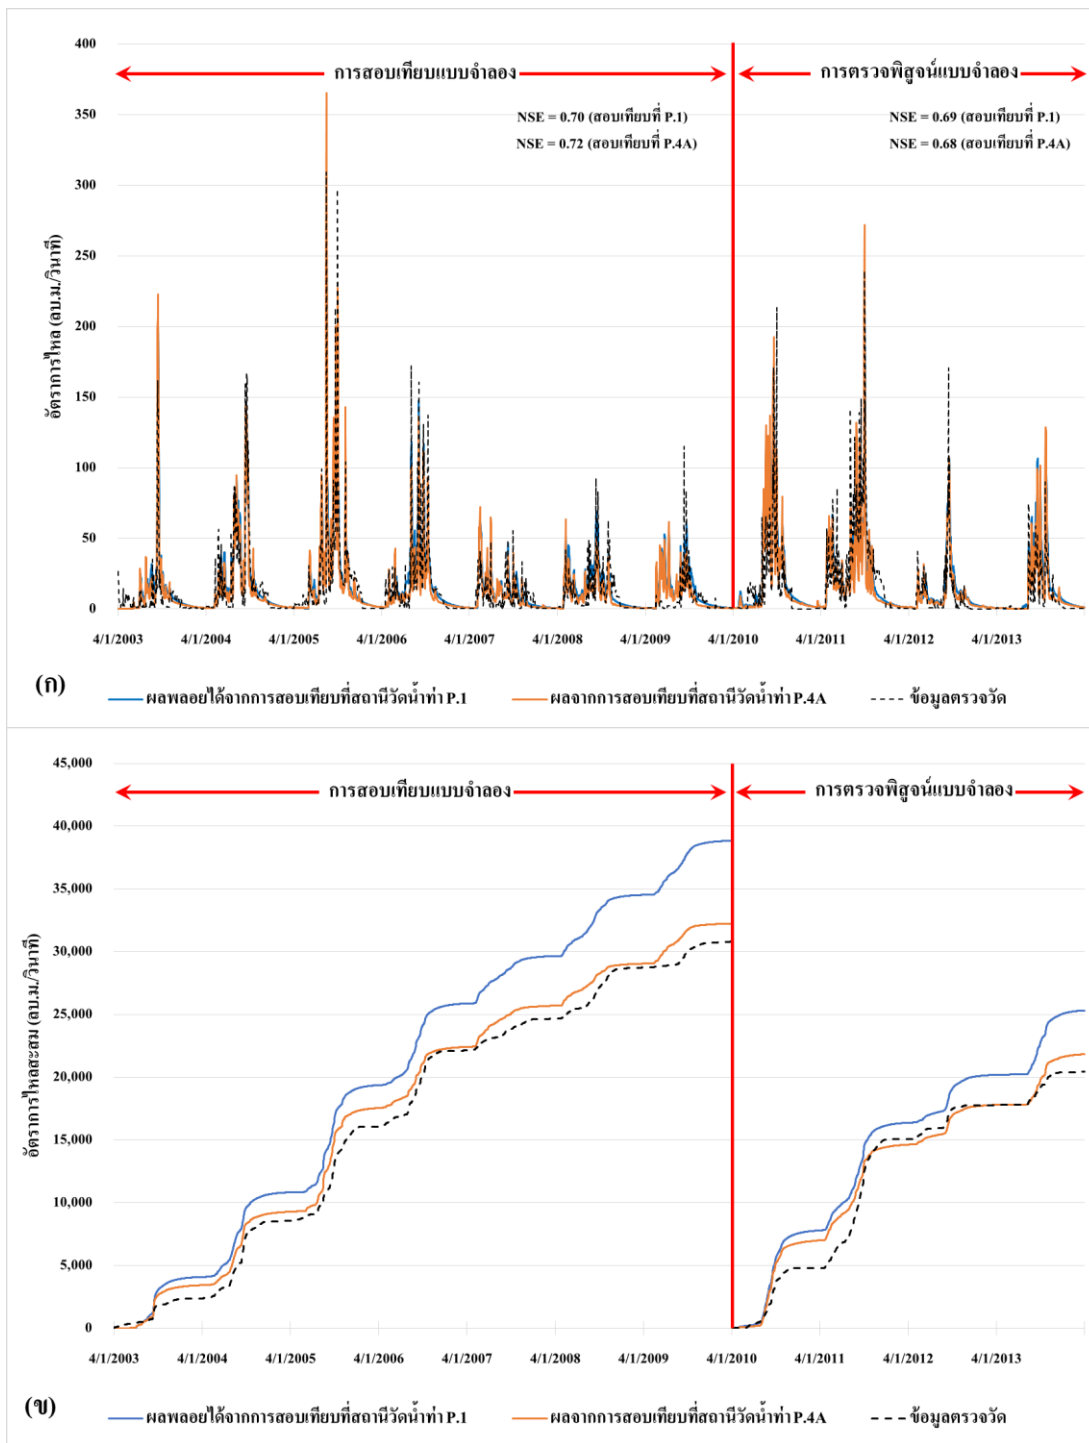 400
350
300
250
200
150
100
50
0
อัตราการไหล (ลบ.ม./วินาที)
การสอบเทียบแบบจำลอง
การตรวจพิสูจน์แบบจำลอง
NSE = 0.70 (สอบเทียบที่ P.1)
NSE = 0.72 (สอบเทียบที่ P.4A)
NSE = 0.69 (สอบเทียบที่ P.1)
NSE = 0.68 (สอบเทียบที่ P.4A)
4/1/2003 4/1/2004 4/1/2005 4/1/2006 4/1/2007 4/1/2008 4/1/2009 4/1/2010 4/1/2011 4/1/2012 4/1/2013
(ก)
ผลพลอยได้จากการสอบเทียบที่สถานีวัดน้ำท่า P.1 ผลจากการสอบเทียบที่สถานีวัดน้ำท่า P.4A ข้อมูลตรวจวัด
45,000
40,000
35,000
30,000
25,000
20,000
15,000
10,000
5,000
0
อัตราการไหลสะสม (ลบ.ม./วินาที)
การสอบเทียบแบบจำลอง
การตรวจพิสูจน์แบบจำลอง
4/1/2003 4/1/2004 4/1/2005 4/1/2006 4/1/2007 4/1/2008 4/1/2009 4/1/2010 4/1/2011 4/1/2012 4/1/2013
(ข)
ผลพลอยได้จากการสอบเทียบที่สถานีวัดน้ำท่า P.1 ผลจากการสอบเทียบที่สถานีวัดน้ำท่า P.4A ข้อมูลตรวจวัด